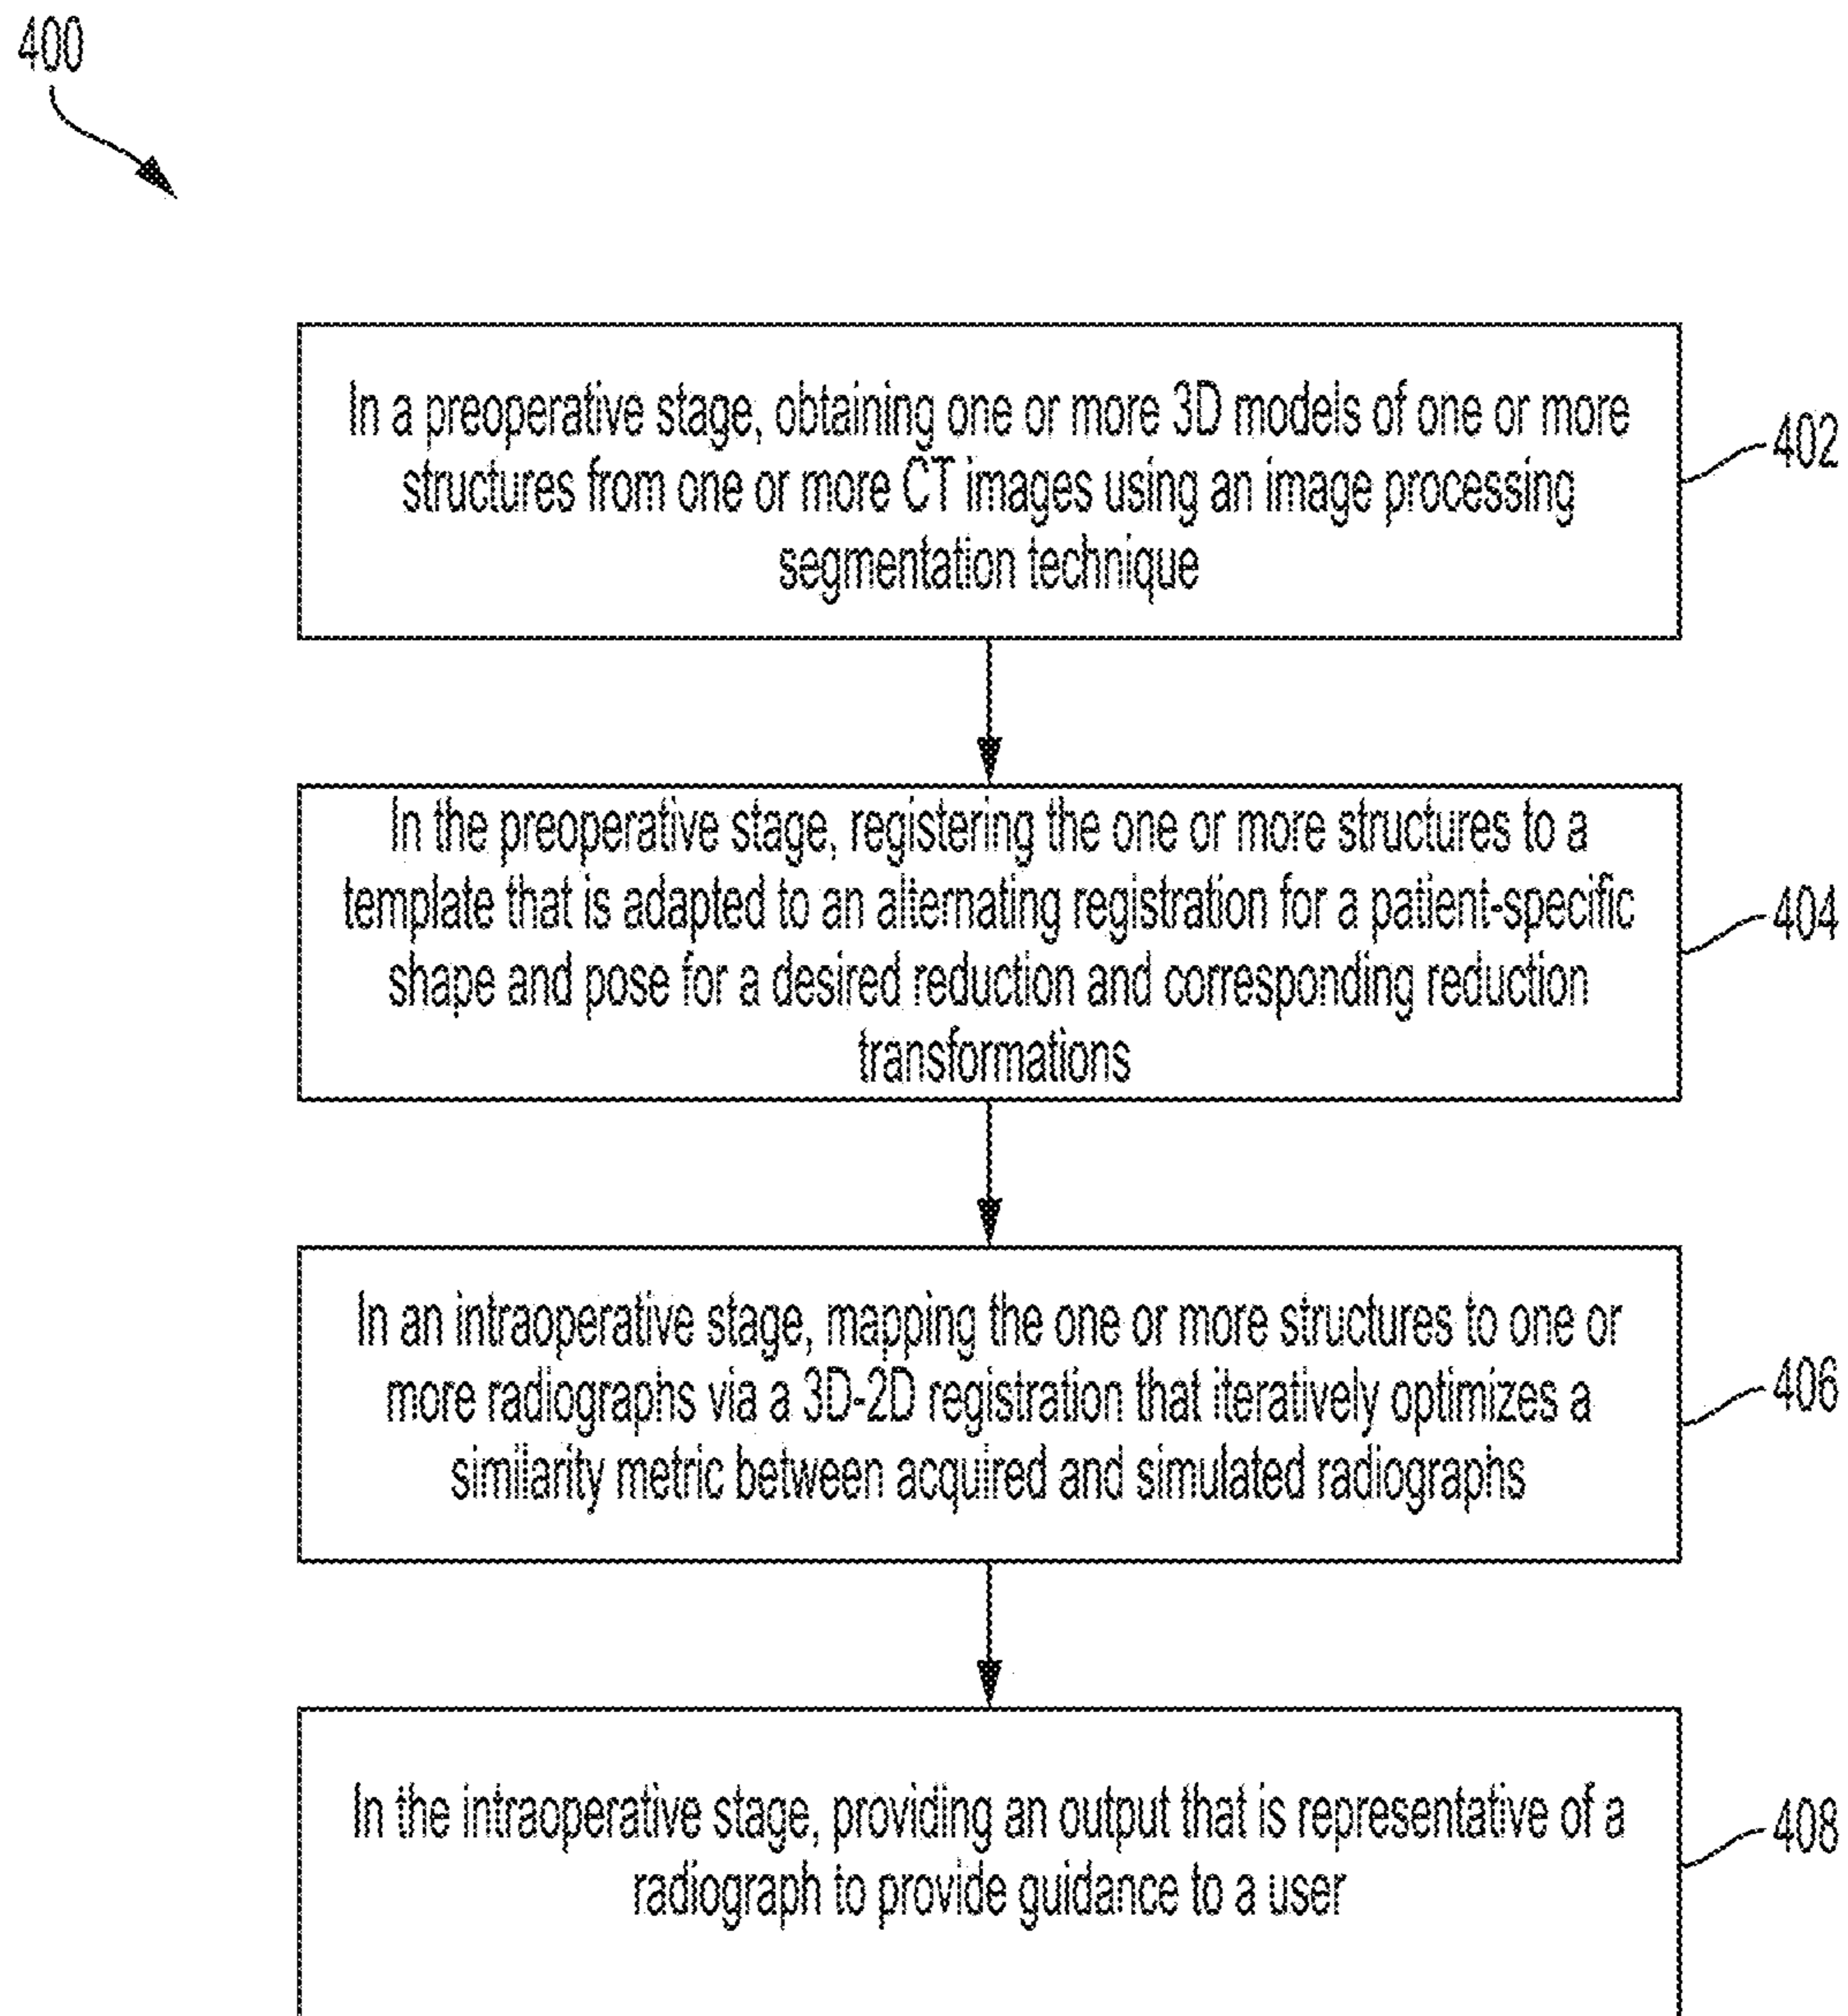 400
In a preoperative stage, obtaining one or more 3D models of one or more
structures from one or more CT images using an image processing
segmentation technique
402
In the preoperative stage, registering the one or more structures to a
template that is adapted to an alternating registration for a patient-specific
shape and pose for a desired reduction and corresponding reduction
transformations
404
In an intraoperative stage, mapping the one or more structures to one or
more radiographs via a 3D-2D registration that iteratively optimizes a
similarity metric between acquired and simulated radiographs
406
In the intraoperative stage, providing an output that is representative of a
radiograph to provide guidance to a user
408